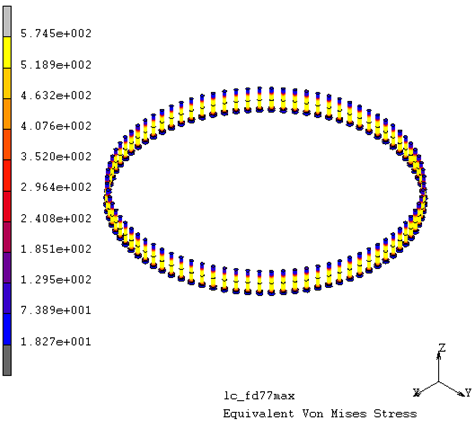 5.745e+002
5.189e+002
4.632e+002
4.076e+002
3.520e+002
2.964e+002
2.408e+002
1.851e+002
1.295e+002
7.389e+001
1.827e+001
Z
X
Y
lc_fd77max
Equivalent Von Mises Stress